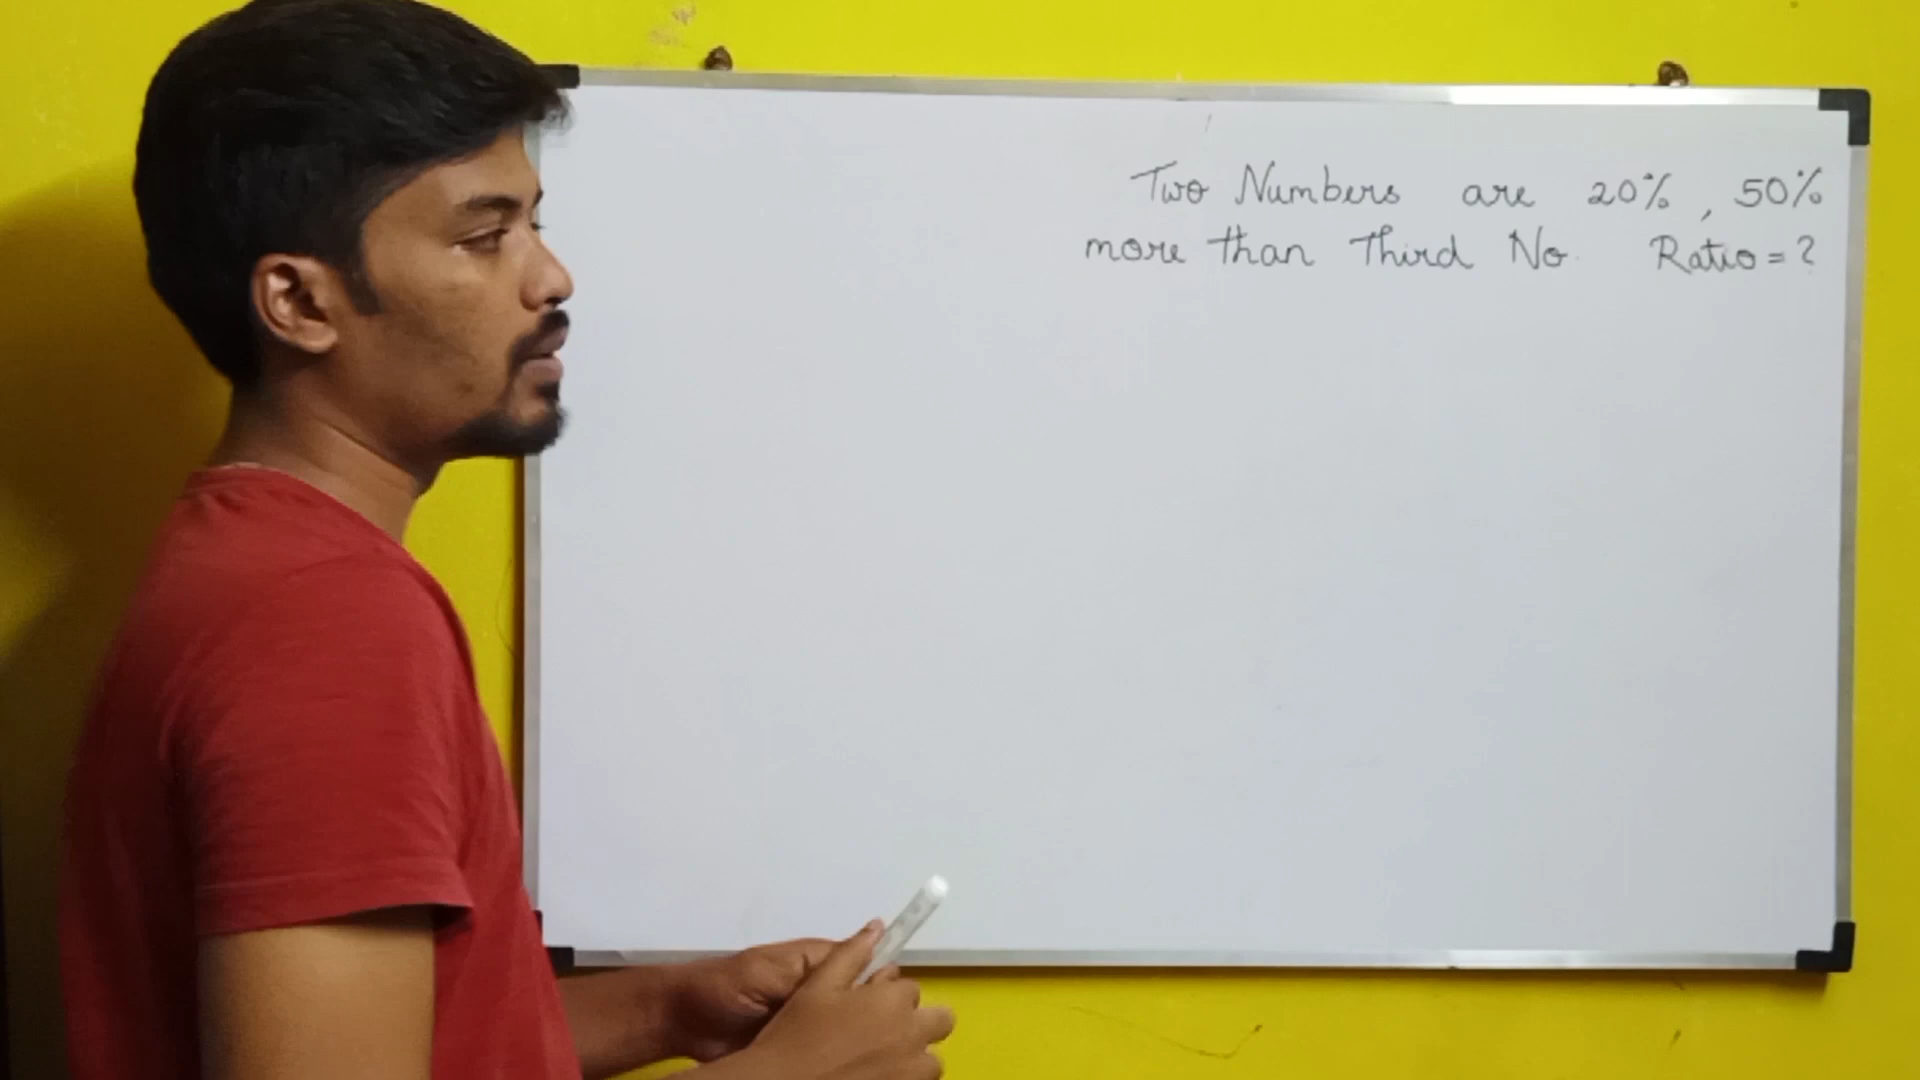 Two Numbers are 20%, 50%
more than Third No. Ratio = ?